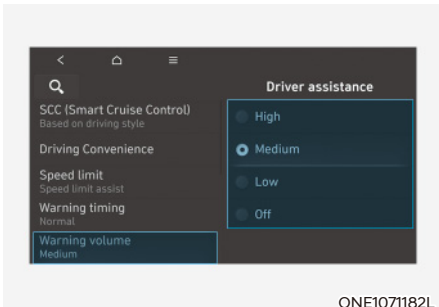 Driver assistance
SCC (Smart Cruise Control)
Based on driving style
Driving Convenience
Speed limit
Speed limit assist
Warning timing
Normal
Warning volume
Medium
High
Medium
Low
Off
ONE1071182L